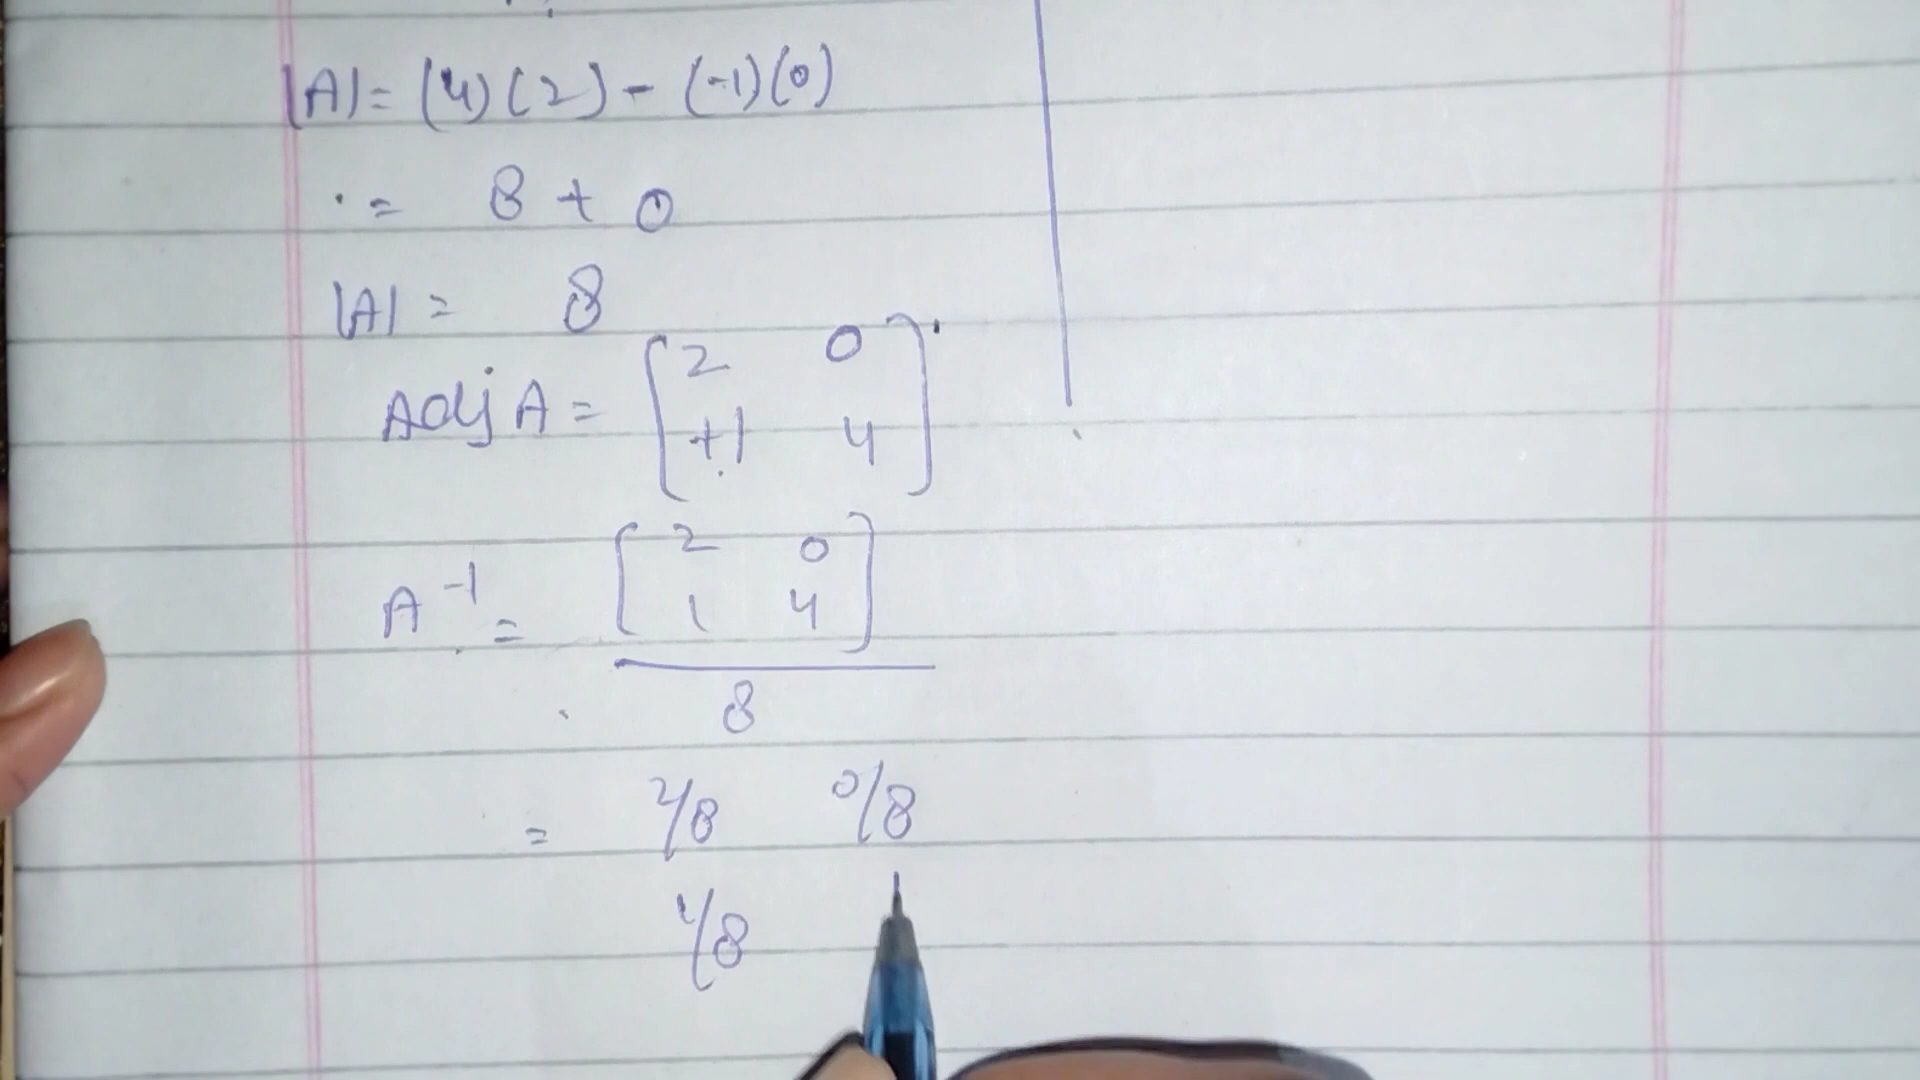 |A| = (4)(2) - (-1)(0)
= 8 + 0
|A| = 8
Adj A = [2 0
+1 4]
A^-1 = [2 0
1 4]
8
= 2/8 0/8
1/8